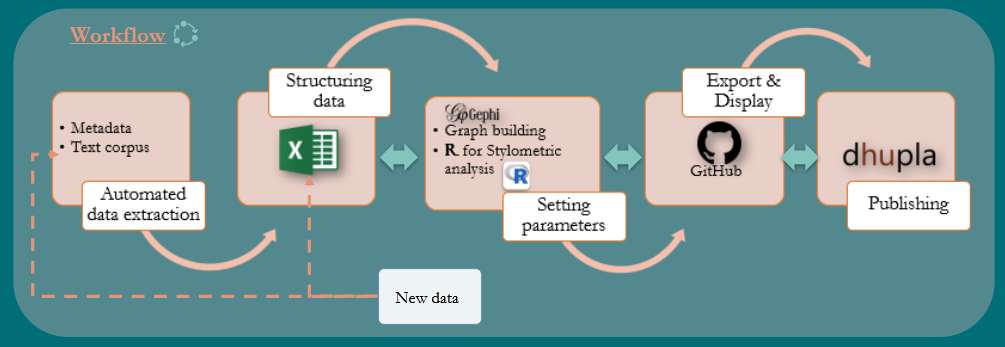 Workflow
• Metadata
• Text corpus
Automated
data extraction
Structuring
data
X
Gephi
• Graph building
• R for Stylometric
analysis
R
Setting
parameters
Export &
Display
GitHub
dhupla
Publishing
New data